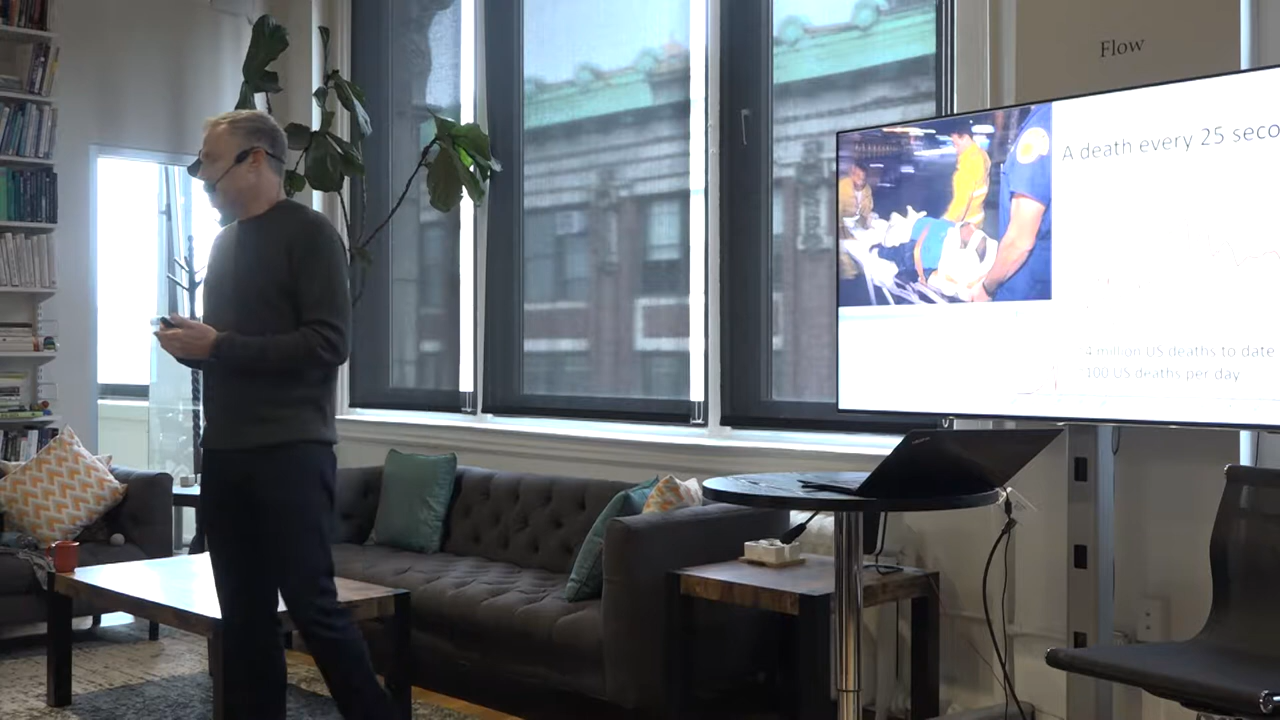 Flow
A death every 25 seco
4 million US deaths to date
100 US deaths per day